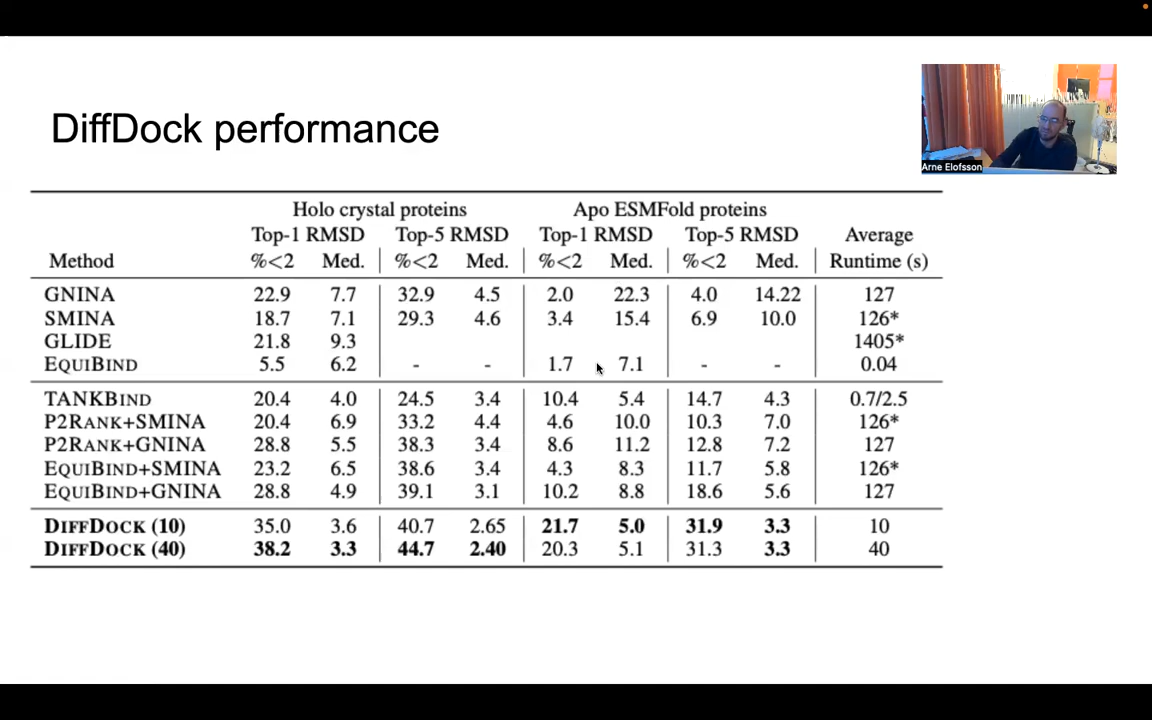 DiffDock performance
Arne Elofsson
Holo crystal proteins Apo ESMFold proteins
Top-1 RMSD Top-5 RMSD Top-1 RMSD Top-5 RMSD Average
Method %<2 Med. %<2 Med. %<2 Med. %<2 Med. Runtime (s)
GNINA 22.9 7.7 32.9 4.5 2.0 22.3 4.0 14.22 127
SMINA 18.7 7.1 29.3 4.6 3.4 15.4 6.9 10.0 126*
GLIDE 21.8 9.3 1405*
EQUIBIND 5.5 6.2 - - 1.7 7.1 - - 0.04
TANKBIND 20.4 4.0 24.5 3.4 10.4 5.4 14.7 4.3 0.7/2.5
P2RANK+SMINA 20.4 6.9 33.2 4.4 4.6 10.0 10.3 7.0 126*
P2RANK+GNINA 28.8 5.5 38.3 3.4 8.6 11.2 12.8 7.2 127
EQUIBIND+SMINA 23.2 6.5 38.6 3.4 4.3 8.3 11.7 5.8 126*
EQUIBIND+GNINA 28.8 4.9 39.1 3.1 10.2 8.8 18.6 5.6 127
DIFFDOCK (10) 35.0 3.6 40.7 2.65 21.7 5.0 31.9 3.3 10
DIFFDOCK (40) 38.2 3.3 44.7 2.40 20.3 5.1 31.3 3.3 40